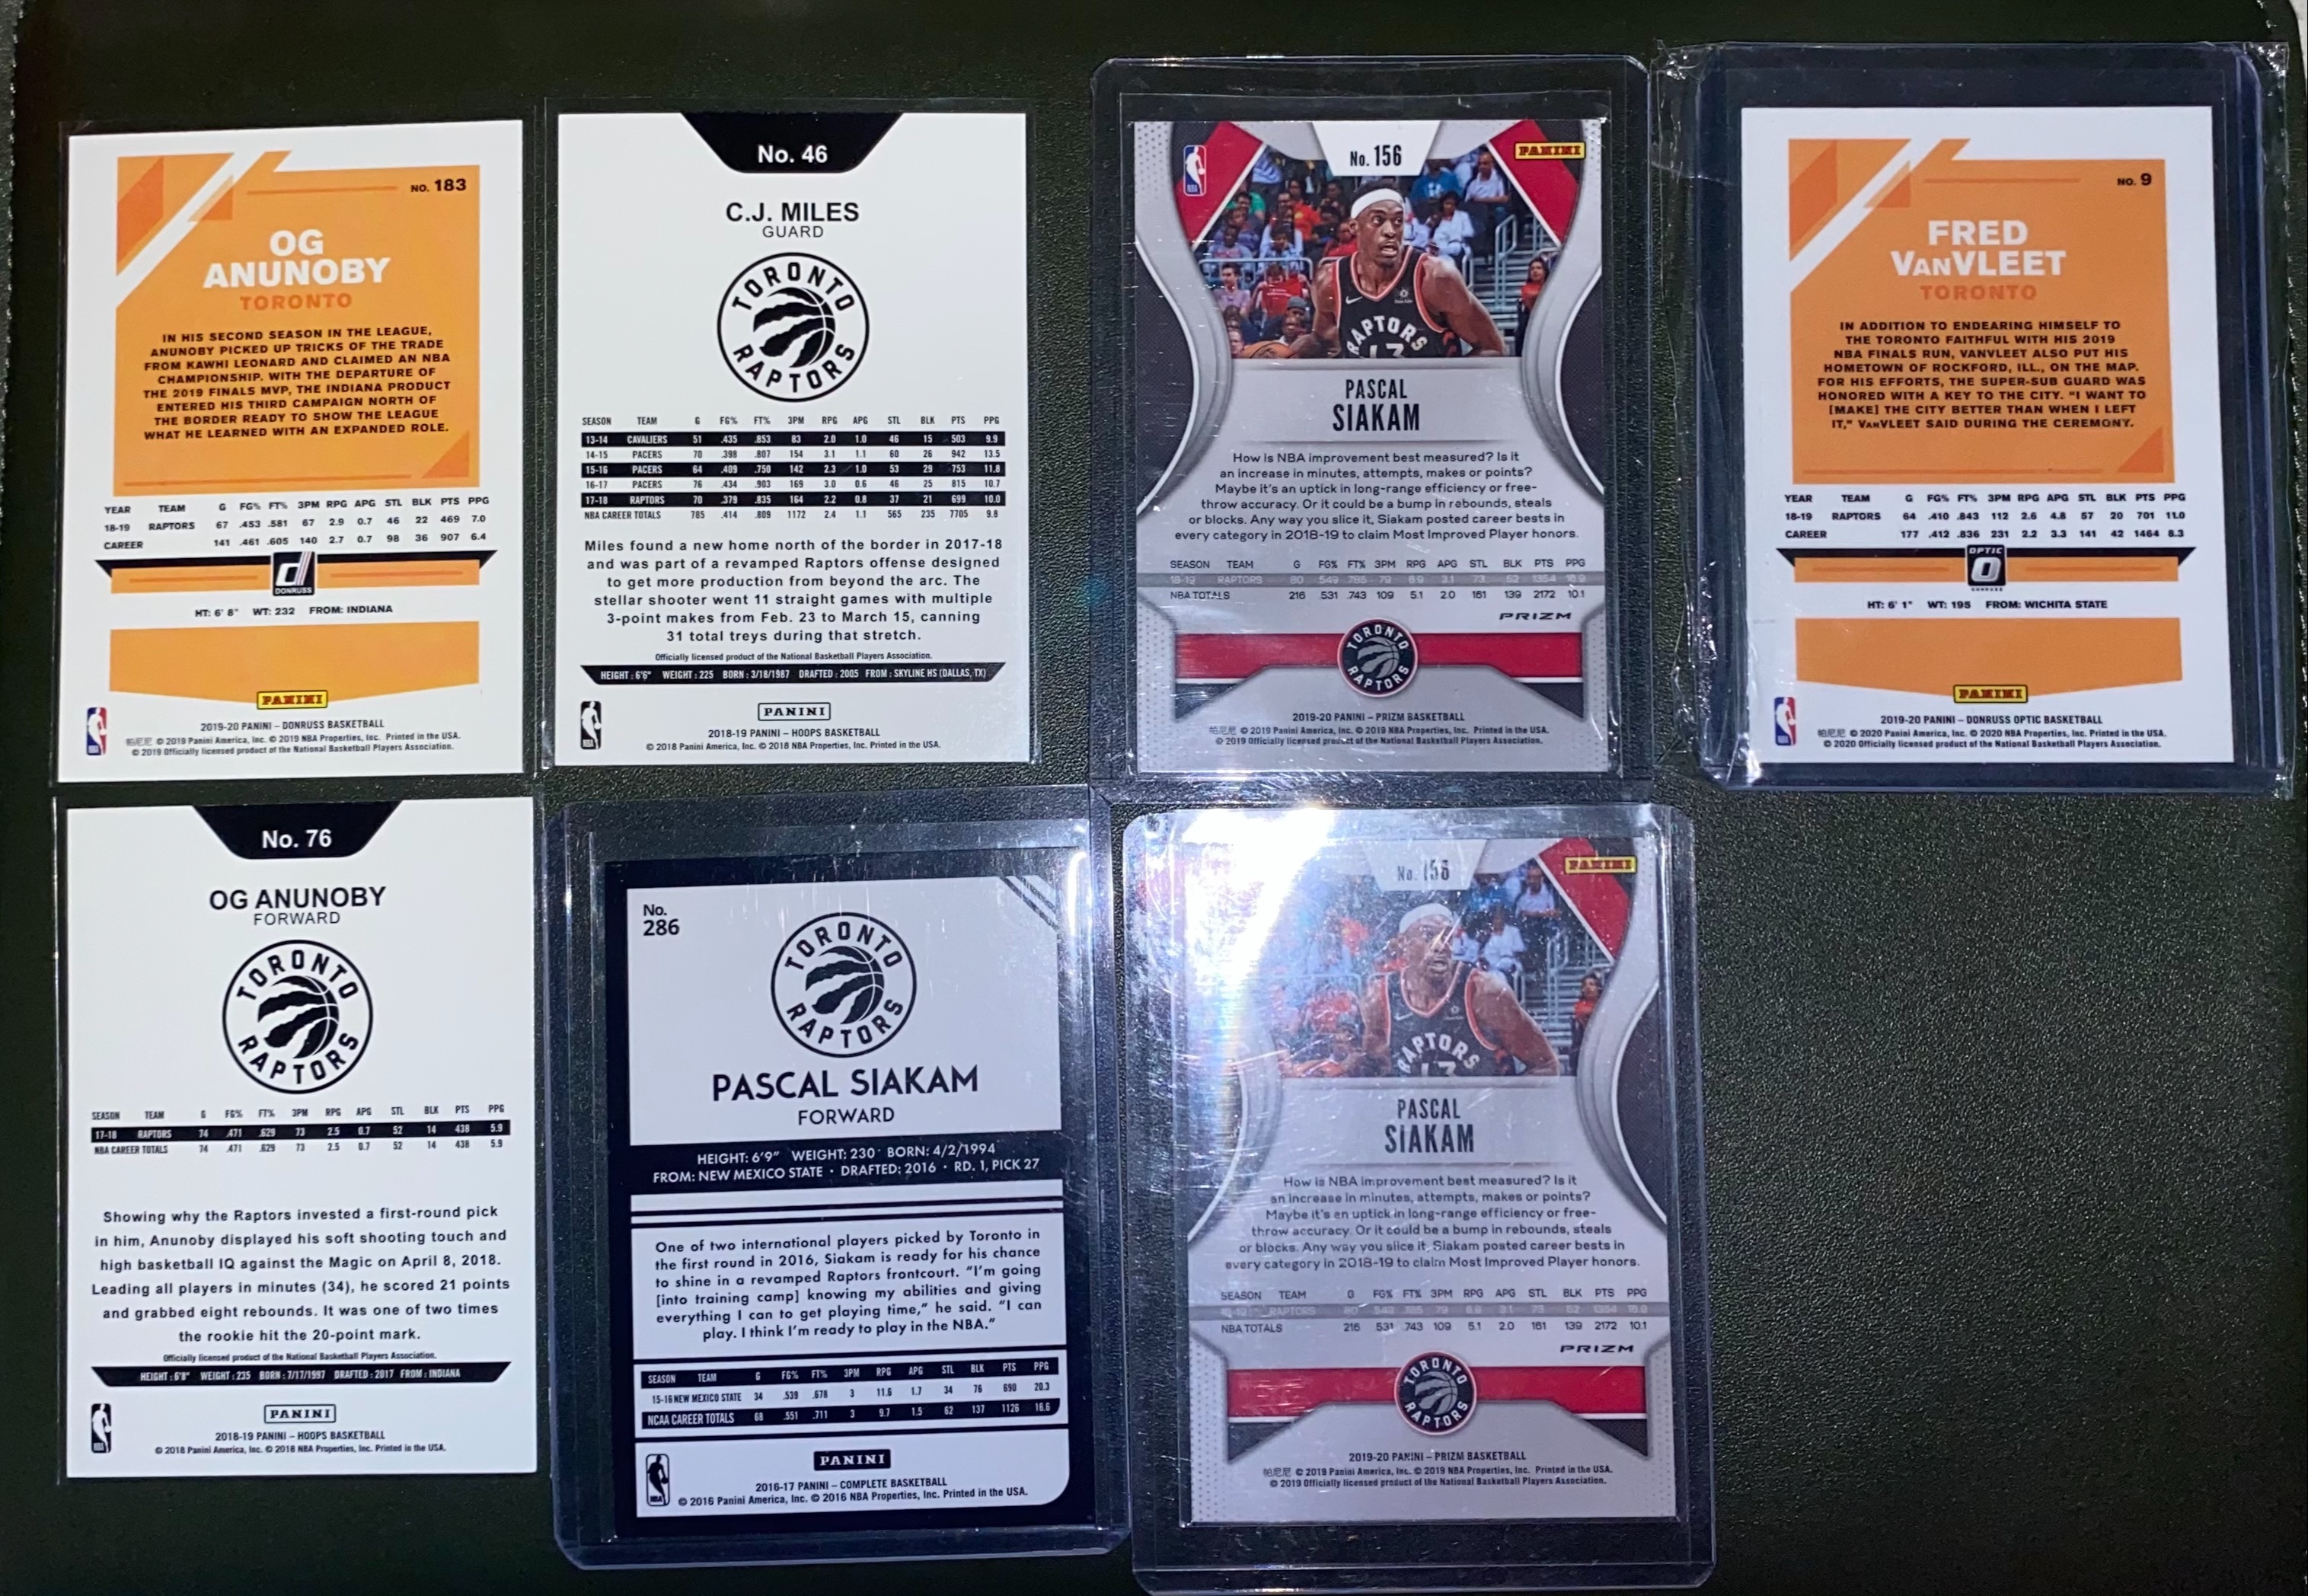 No. 183
OG
ANUNOBY
TORONTO
IN HIS SECOND SEASON IN THE LEAGUE,
ANUNOBY PICKED UP TRICKS OF THE TRADE
FROM KAWHI LEONARD AND CLAIMED AN NBA
CHAMPIONSHIP. WITH THE DEPARTURE OF
THE 2019 FINALS MVP, THE INDIANA PRODUCT
ENTERED HIS THIRD CAMPAIGN NORTH OF
THE BORDER READY TO SHOW THE LEAGUE
WHAT HE LEARNED WITH AN EXPANDED ROLE.
YEAR TEAM G FG% FT% 3PM RPG APG STL BLK PTS PPG
18-19 RAPTORS 67 .453 .581 67 2.9 0.7 46 22 469 7.0
CAREER 141 .461 .605 140 2.7 0.7 98 36 907 6.4
DONRUSS
HT: 6' 8" WT: 232 FROM: INDIANA
PANINI
2019-20 PANINI – DONRUSS BASKETBALL
帕尼尼 © 2019 Panini America, Inc. © 2019 NBA Properties, Inc. Printed in the USA.
© 2019 Officially licensed product of the National Basketball Players Association.
No. 46
C.J. MILES
GUARD
TORONTO
RAPTORS
SEASON TEAM G FG% FT% 3PM RPG APG STL BLK PTS PPG
13-14 CAVALIERS 51 .435 .853 83 2.0 1.0 46 15 503 9.9
14-15 PACERS 70 .398 .807 154 3.1 1.1 60 26 942 13.5
15-16 PACERS 64 .409 .750 142 2.3 1.0 53 29 753 11.8
16-17 PACERS 76 .434 .903 169 3.0 0.6 46 25 815 10.7
17-18 RAPTORS 70 .379 .835 164 2.2 0.8 37 21 699 10.0
NBA CAREER TOTALS 785 .414 .809 1172 2.4 1.1 565 235 7705 9.8
Miles found a new home north of the border in 2017-18
and was part of a revamped Raptors offense designed
to get more production from beyond the arc. The
stellar shooter went 11 straight games with multiple
3-point makes from Feb. 23 to March 15, canning
31 total treys during that stretch.
Officially licensed product of the National Basketball Players Association.
HEIGHT: 6'6" WEIGHT: 225 BORN: 3/18/1987 DRAFTED: 2005 FROM: SKYLINE HS (DALLAS, TX)
PANINI
2018-19 PANINI – HOOPS BASKETBALL
© 2018 Panini America, Inc. © 2018 NBA Properties, Inc. Printed in the USA.
No. 156
PANINI
NBA
RAPTORS
PASCAL
SIAKAM
How is NBA improvement best measured? Is it
an increase in minutes, attempts, makes or points?
Maybe it's an uptick in long-range efficiency or free-
throw accuracy. Or it could be a bump in rebounds, steals
or blocks. Any way you slice it, Siakam posted career bests in
every category in 2018-19 to claim Most Improved Player honors.
SEASON TEAM G FG% FT% 3PM RPG APG STL BLK PTS PPG
18-19 RAPTORS 80 .549 .785 79 6.9 3.1 73 52 1354 16.9
NBA TOTALS 216 .531 .743 109 5.1 2.0 161 139 2172 10.1
PRIZM
TORONTO
RAPTORS
2019-20 PANINI – PRIZM BASKETBALL
帕尼尼 © 2019 Panini America, Inc. © 2019 NBA Properties, Inc. Printed in the USA.
© 2019 Officially licensed product of the National Basketball Players Association.
No. 9
FRED
VANVLEET
TORONTO
IN ADDITION TO ENDEARING HIMSELF TO
THE TORONTO FAITHFUL WITH HIS 2019
NBA FINALS RUN, VANVLEET ALSO PUT HIS
HOMETOWN OF ROCKFORD, ILL., ON THE MAP.
FOR HIS EFFORTS, THE SUPER-SUB GUARD WAS
HONORED WITH A KEY TO THE CITY. "I WANT TO
[MAKE] THE CITY BETTER THAN WHEN I LEFT
IT," VANVLEET SAID DURING THE CEREMONY.
YEAR TEAM G FG% FT% 3PM RPG APG STL BLK PTS PPG
18-19 RAPTORS 64 .410 .843 112 2.6 4.8 57 20 701 11.0
CAREER 177 .412 .836 231 2.2 3.3 141 42 1464 8.3
OPTIC
DONRUSS
HT: 6' 1" WT: 195 FROM: WICHITA STATE
PANINI
2019-20 PANINI – DONRUSS OPTIC BASKETBALL
帕尼尼 © 2020 Panini America, Inc. © 2020 NBA Properties, Inc. Printed in the USA.
© 2020 Officially licensed product of the National Basketball Players Association.
No. 76
OG ANUNOBY
FORWARD
TORONTO
RAPTORS
SEASON TEAM G FG% FT% 3PM RPG APG STL BLK PTS PPG
17-18 RAPTORS 74 .471 .629 73 2.5 0.7 52 14 438 5.9
NBA CAREER TOTALS 74 .471 .629 73 2.5 0.7 52 14 438 5.9
Showing why the Raptors invested a first-round pick
in him, Anunoby displayed his soft shooting touch and
high basketball IQ against the Magic on April 8, 2018.
Leading all players in minutes (34), he scored 21 points
and grabbed eight rebounds. It was one of two times
the rookie hit the 20-point mark.
Officially licensed product of the National Basketball Players Association.
HEIGHT: 6'8" WEIGHT: 235 BORN: 7/17/1997 DRAFTED: 2017 FROM: INDIANA
PANINI
2018-19 PANINI – HOOPS BASKETBALL
© 2018 Panini America, Inc. © 2018 NBA Properties, Inc. Printed in the USA.
No.
286
TORONTO
RAPTORS
PASCAL SIAKAM
FORWARD
HEIGHT: 6'9" WEIGHT: 230 BORN: 4/2/1994
FROM: NEW MEXICO STATE · DRAFTED: 2016 · RD. 1, PICK 27
One of two international players picked by Toronto in
the first round in 2016, Siakam is ready for his chance
to shine in a revamped Raptors frontcourt. "I'm going
[into training camp] knowing my abilities and giving
everything I can to get playing time," he said. "I can
play. I think I'm ready to play in the NBA."
SEASON TEAM G FG% FT% 3PM RPG APG STL BLK PTS PPG
15-16 NEW MEXICO STATE 34 .539 .678 3 11.6 1.7 34 76 690 20.3
NCAA CAREER TOTALS 68 .551 .711 3 9.7 1.5 62 137 1126 16.6
PANINI
2016-17 PANINI – COMPLETE BASKETBALL
© 2016 Panini America, Inc. © 2016 NBA Properties, Inc. Printed in the USA.
No. 156
PANINI
RAPTORS
PASCAL
SIAKAM
How is NBA improvement best measured? Is it
an increase in minutes, attempts, makes or points?
Maybe it's an uptick in long-range efficiency or free-
throw accuracy. Or it could be a bump in rebounds, steals
or blocks. Any way you slice it, Siakam posted career bests in
every category in 2018-19 to claim Most Improved Player honors.
SEASON TEAM G FG% FT% 3PM RPG APG STL BLK PTS PPG
18-19 RAPTORS 80 .549 .785 79 6.9 3.1 73 52 1354 16.9
NBA TOTALS 216 .531 .743 109 5.1 2.0 161 139 2172 10.1
PRIZM
TORONTO
RAPTORS
2019-20 PANINI – PRIZM BASKETBALL
帕尼尼 © 2019 Panini America, Inc. © 2019 NBA Properties, Inc. Printed in the USA.
© 2019 Officially licensed product of the National Basketball Players Association.